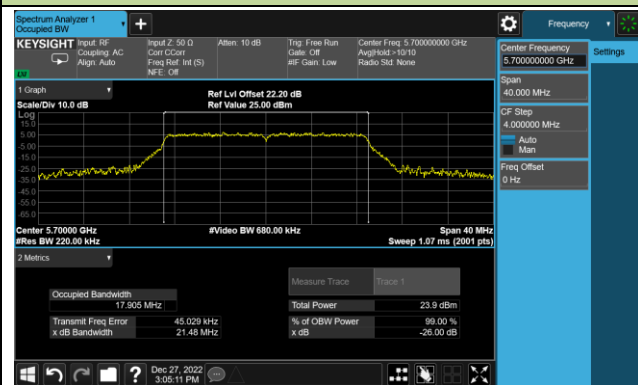 Spectrum Analyzer 1
Occupied BW
Frequency
KEYSIGHT
Input: RF
Coupling: AC
Align: Auto
Input Z: 50 Ω
Corr CCorr
Freq Ref: Int (S)
NFE: Off
Atten: 10 dB
Trig: Free Run
Gate: Off
#IF Gain: Low
Center Freq: 5.700000000 GHz
Avg|Hold:>10/10
Radio Std: None
Center Frequency
5.700000000 GHz
Settings
Span
40.000 MHz
CF Step
4.000000 MHz
Auto
Man
Freq Offset
0 Hz
1 Graph
Scale/Div 10.0 dB
Ref Lvl Offset 22.20 dB
Ref Value 25.00 dBm
Log
15.0
5.00
-5.00
-15.0
-25.0
-35.0
-45.0
-55.0
-65.0
Center 5.70000 GHz
#Video BW 680.00 kHz
Span 40 MHz
#Res BW 220.00 kHz
Sweep 1.07 ms (2001 pts)
2 Metrics
Measure Trace
Trace 1
Occupied Bandwidth
17.905 MHz
Total Power
23.9 dBm
Transmit Freq Error
45.029 kHz
% of OBW Power
99.00 %
x dB Bandwidth
21.48 MHz
x dB
-26.00 dB
?
Dec 27, 2022
3:05:11 PM